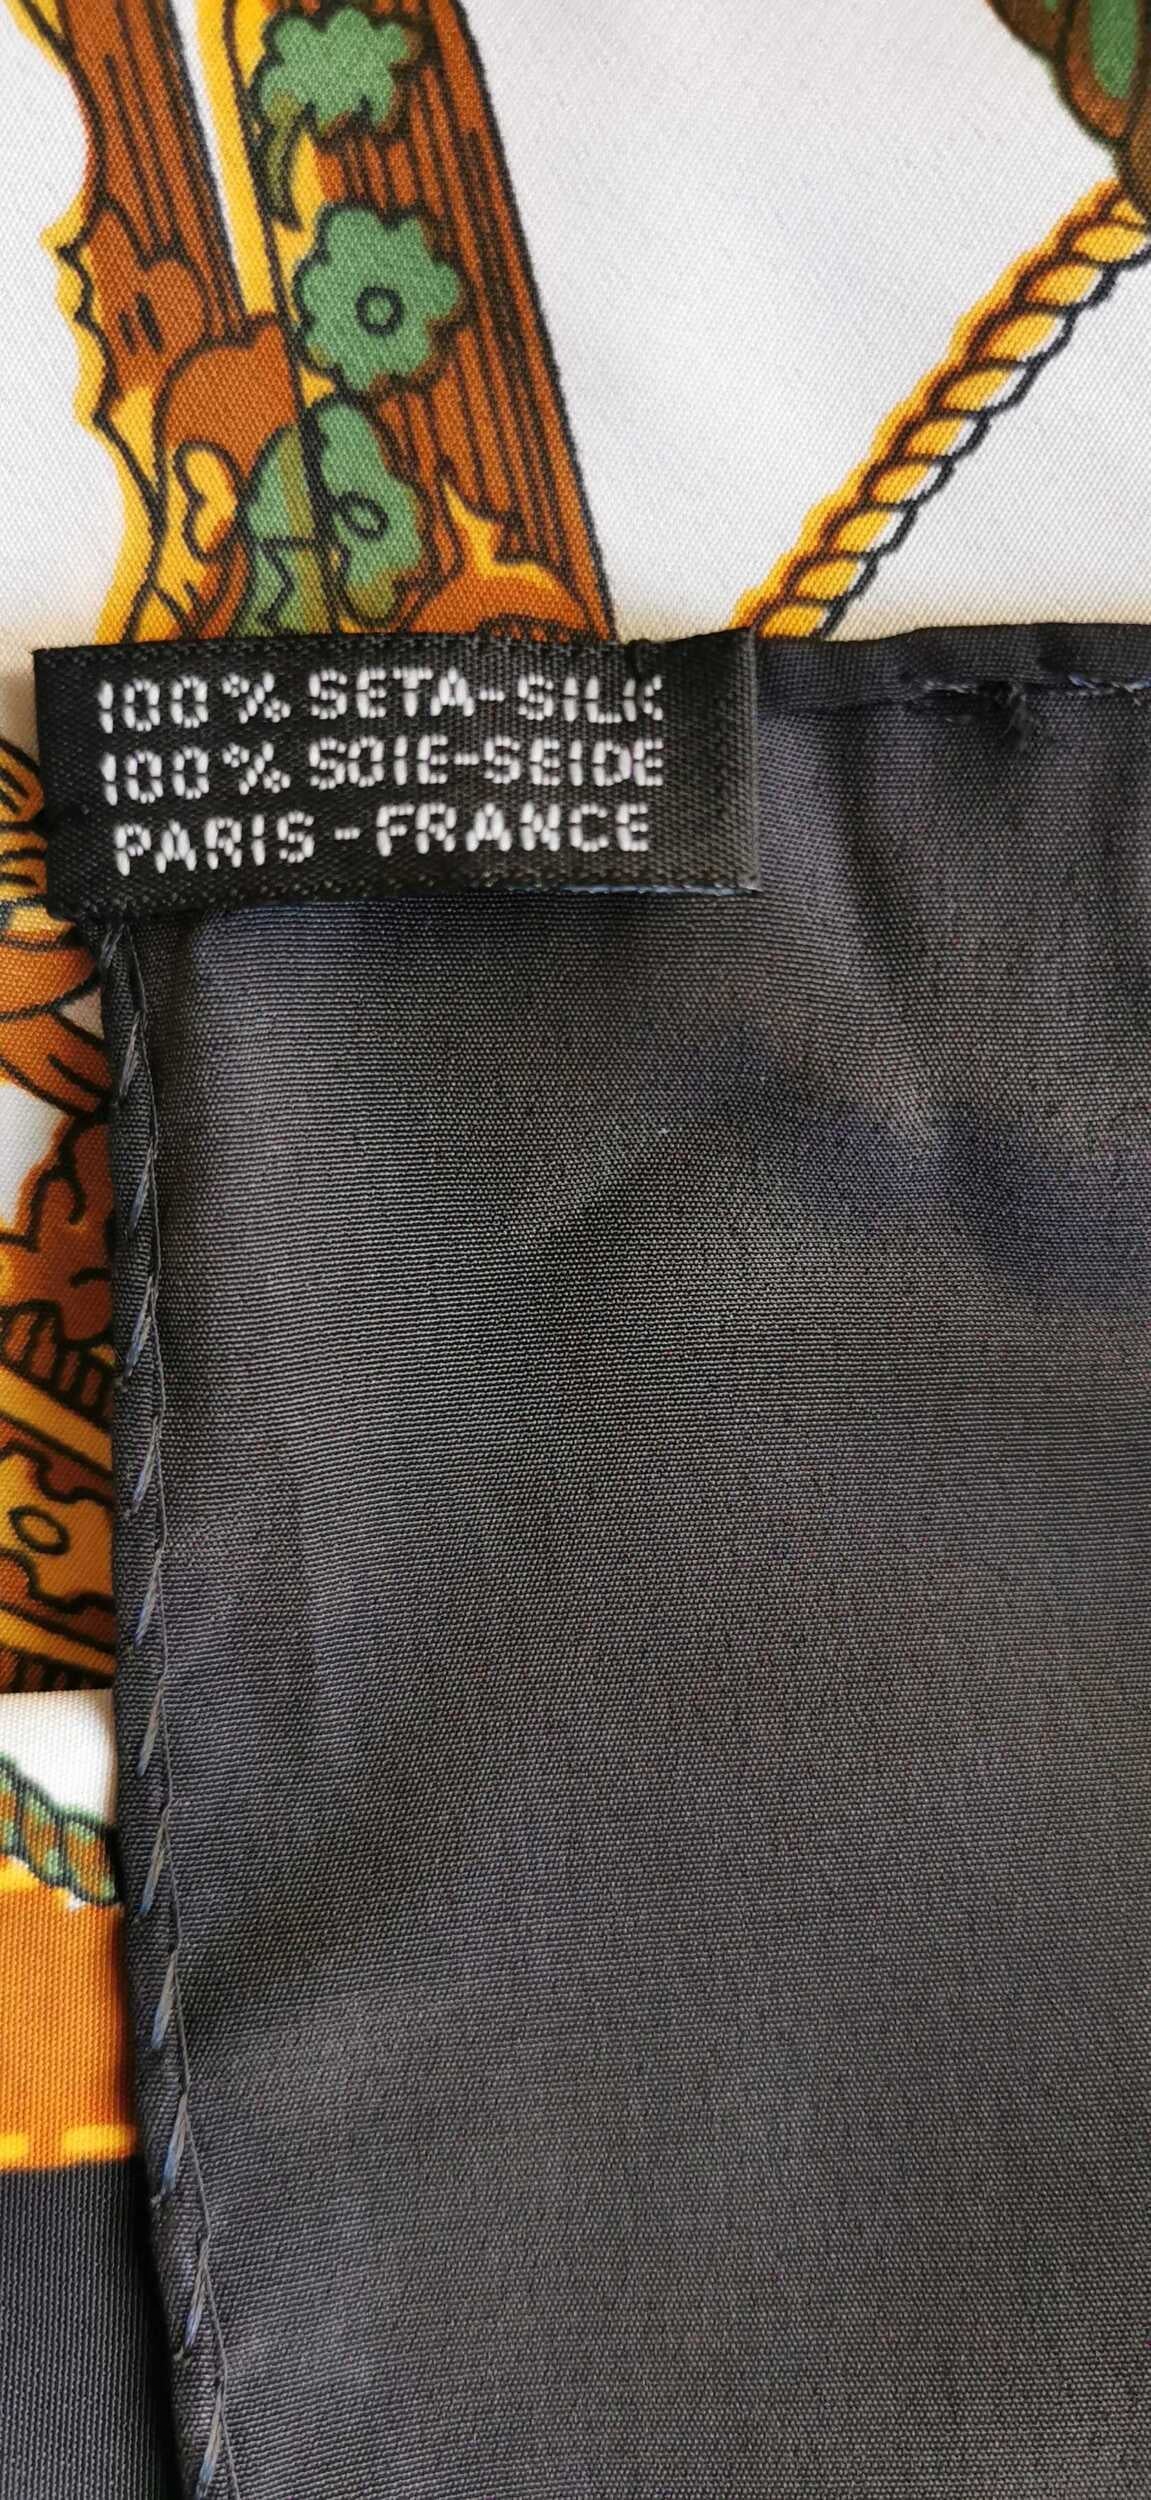 100% SETA-SILK
100% SOIE-SEIDE
PARIS-FRANCE